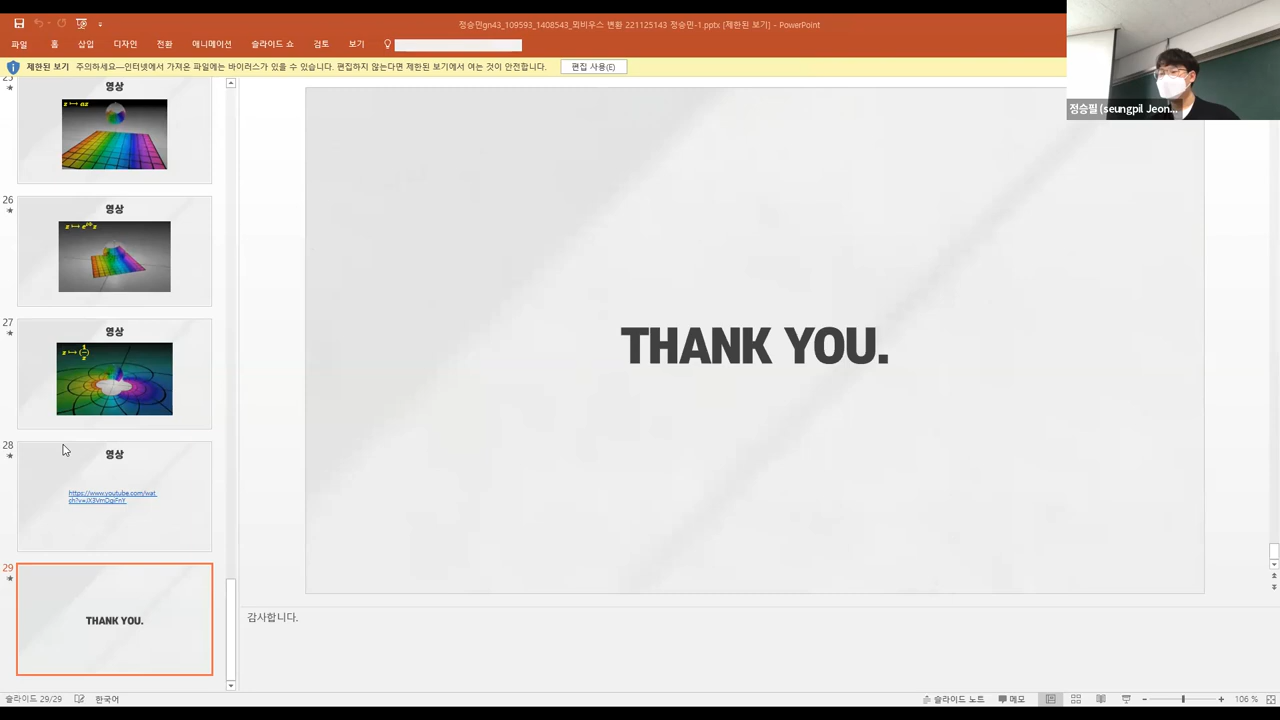 정승민gn43_109593_1408543_뫼비우스 변환 221125143 정승민-1.pptx [제한된 보기] - PowerPoint
파일 홈 삽입 디자인 전환 애니메이션 슬라이드 쇼 검토 보기
제한된 보기 주의하세요—인터넷에서 가져온 파일에는 바이러스가 있을 수 있습니다. 편집하지 않는다면 제한된 보기에서 여는 것이 안전합니다. 편집 사용(E)
정승필 (seungpil Jeon...
25
영상
z ↦ az
26
영상
27
영상
z ↦ (1/z)
28
영상
https://www.youtube.com/wat
29
THANK YOU.
THANK YOU.
감사합니다.
슬라이드 29/29 한국어 슬라이드 노트 메모 106 %